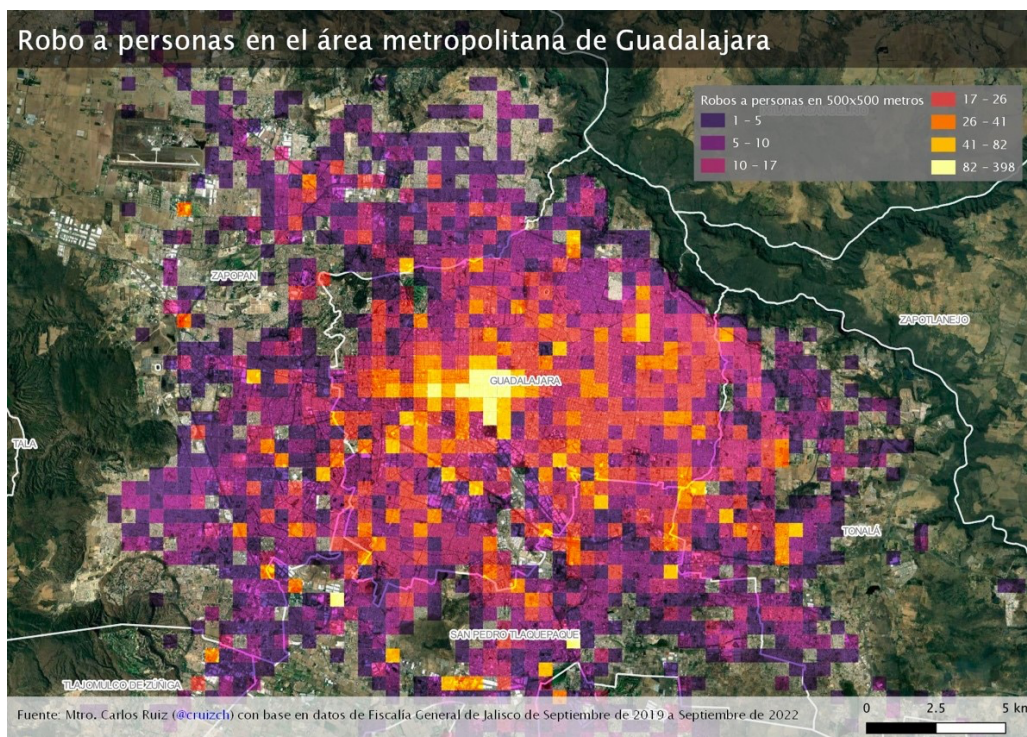 Robo a personas en el área metropolitana de Guadalajara
Robos a personas en 500x500 metros
1 - 5
5 - 10
10 - 17
17 - 26
26 - 41
41 - 82
82 - 398
ZAPOPAN
ZAPOTLANEJO
GUADALAJARA
TALA
TONALÁ
SAN PEDRO TLAQUEPAQUE
TLAJOMULCO DE ZÚÑIGA
Fuente: Mtro. Carlos Ruiz (@cruizch) con base en datos de Fiscalía General de Jalisco de Septiembre de 2019 a Septiembre de 2022
0 2.5 5 km